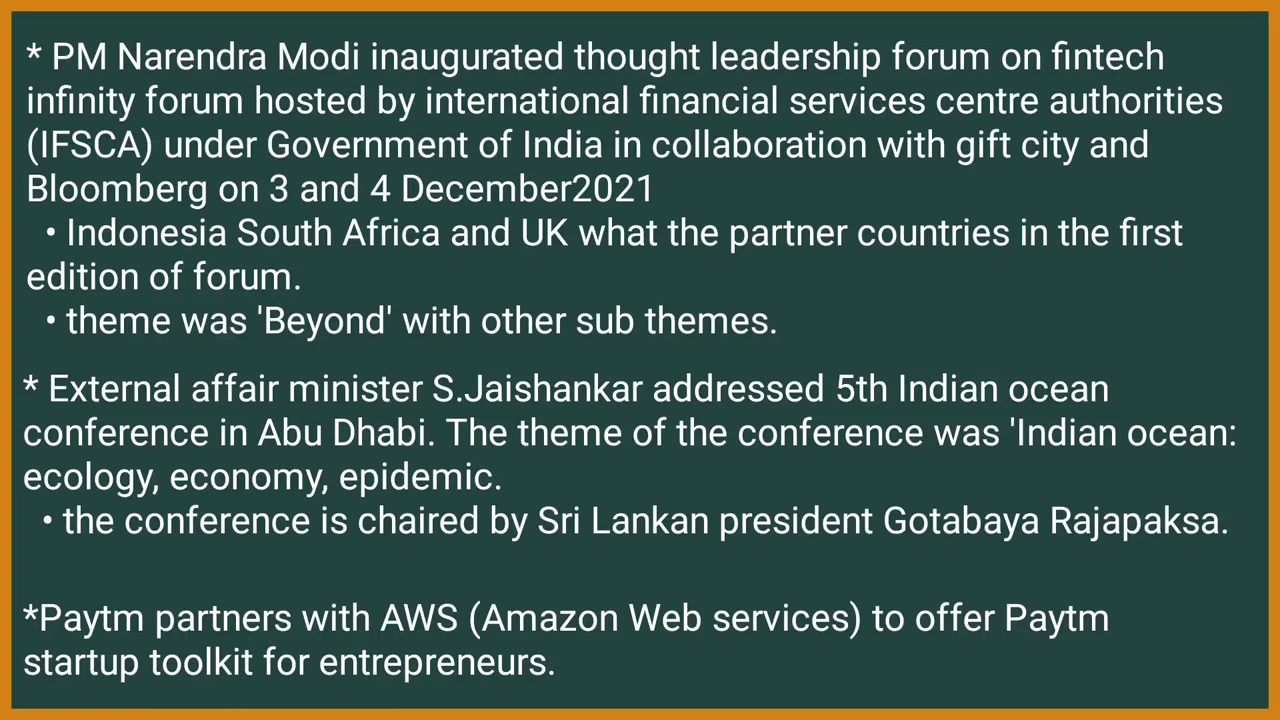 * PM Narendra Modi inaugurated thought leadership forum on fintech
infinity forum hosted by international financial services centre authorities
(IFSCA) under Government of India in collaboration with gift city and
Bloomberg on 3 and 4 December2021
• Indonesia South Africa and UK what the partner countries in the first
edition of forum.
• theme was 'Beyond' with other sub themes.
* External affair minister S.Jaishankar addressed 5th Indian ocean
conference in Abu Dhabi. The theme of the conference was 'Indian ocean:
ecology, economy, epidemic.
• the conference is chaired by Sri Lankan president Gotabaya Rajapaksa.
*Paytm partners with AWS (Amazon Web services) to offer Paytm
startup toolkit for entrepreneurs.